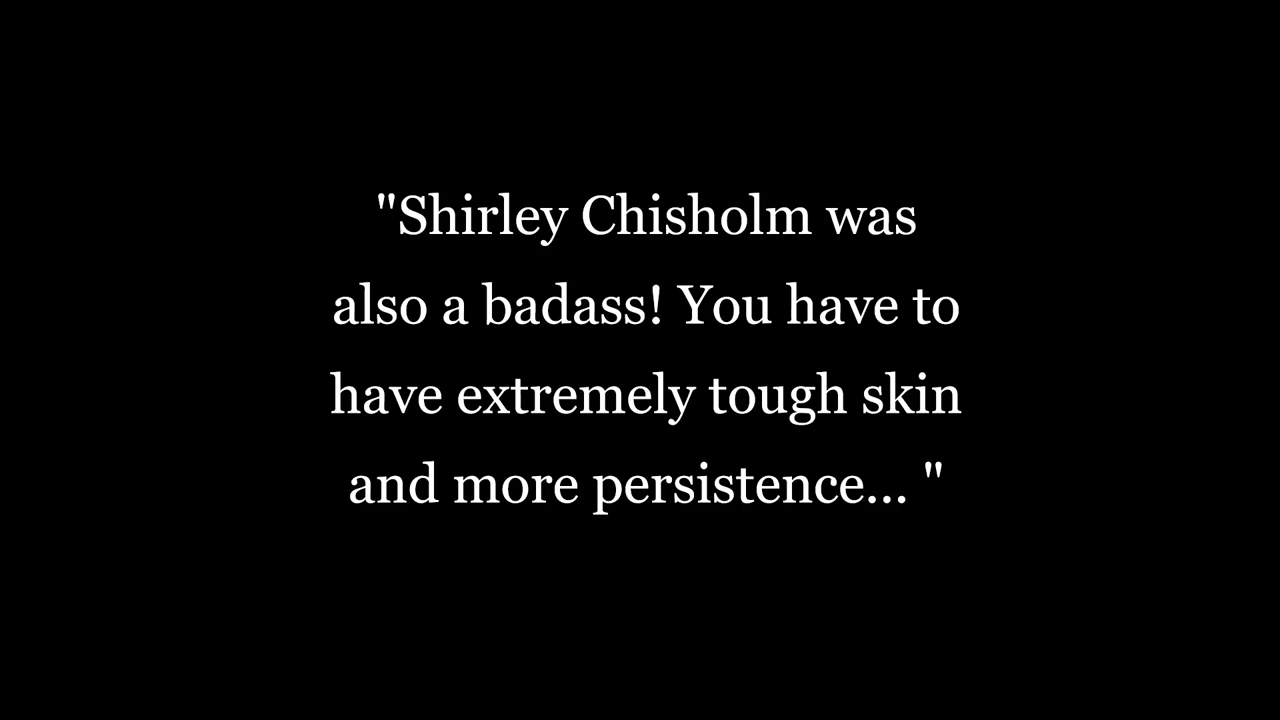 "Shirley Chisholm was
also a badass! You have to
have extremely tough skin
and more persistence... "